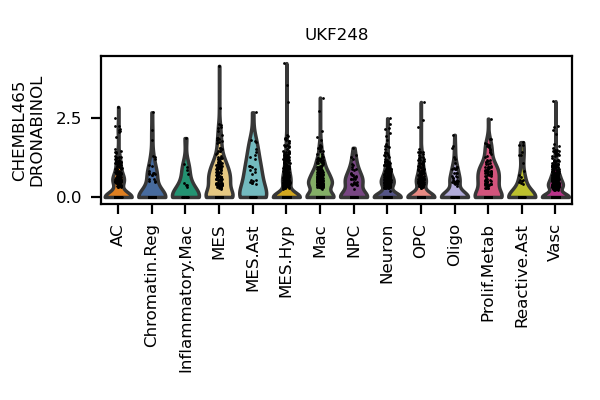 UKF248
CHEMBL465
DRONABINOL
2.5
0.0
AC
Chromatin.Reg
Inflammatory.Mac
MES
MES.Ast
MES.Hyp
Mac
NPC
Neuron
OPC
Oligo
Prolif.Metab
Reactive.Ast
Vasc